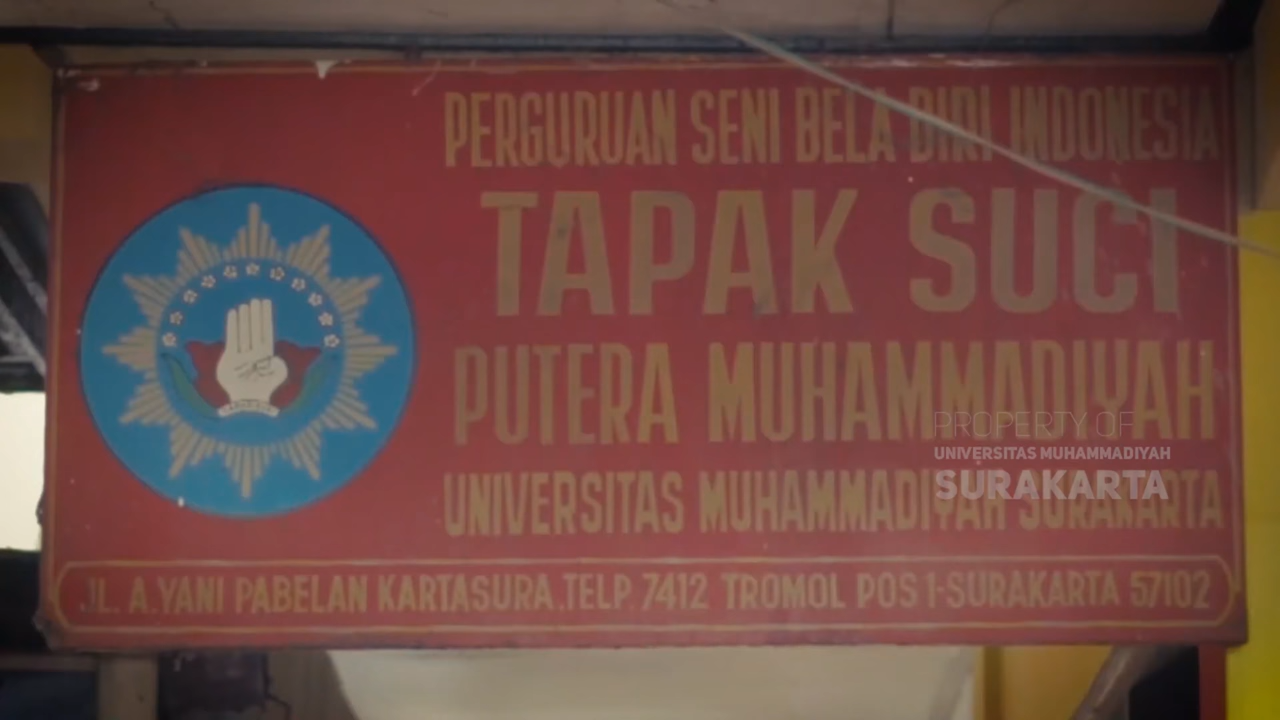 PERGURUAN SENI BELA DIRI INDONESIA
TAPAK SUCI
PUTERA MUHAMMADIYAH
UNIVERSITAS MUHAMMADIYAH SURAKARTA
JL. A. YANI PABELAN KARTASURA.TELP 7412 TROMOL POS 1-SURAKARTA 57102
PROPERTY OF
UNIVERSITAS MUHAMMADIYAH
SURAKARTA